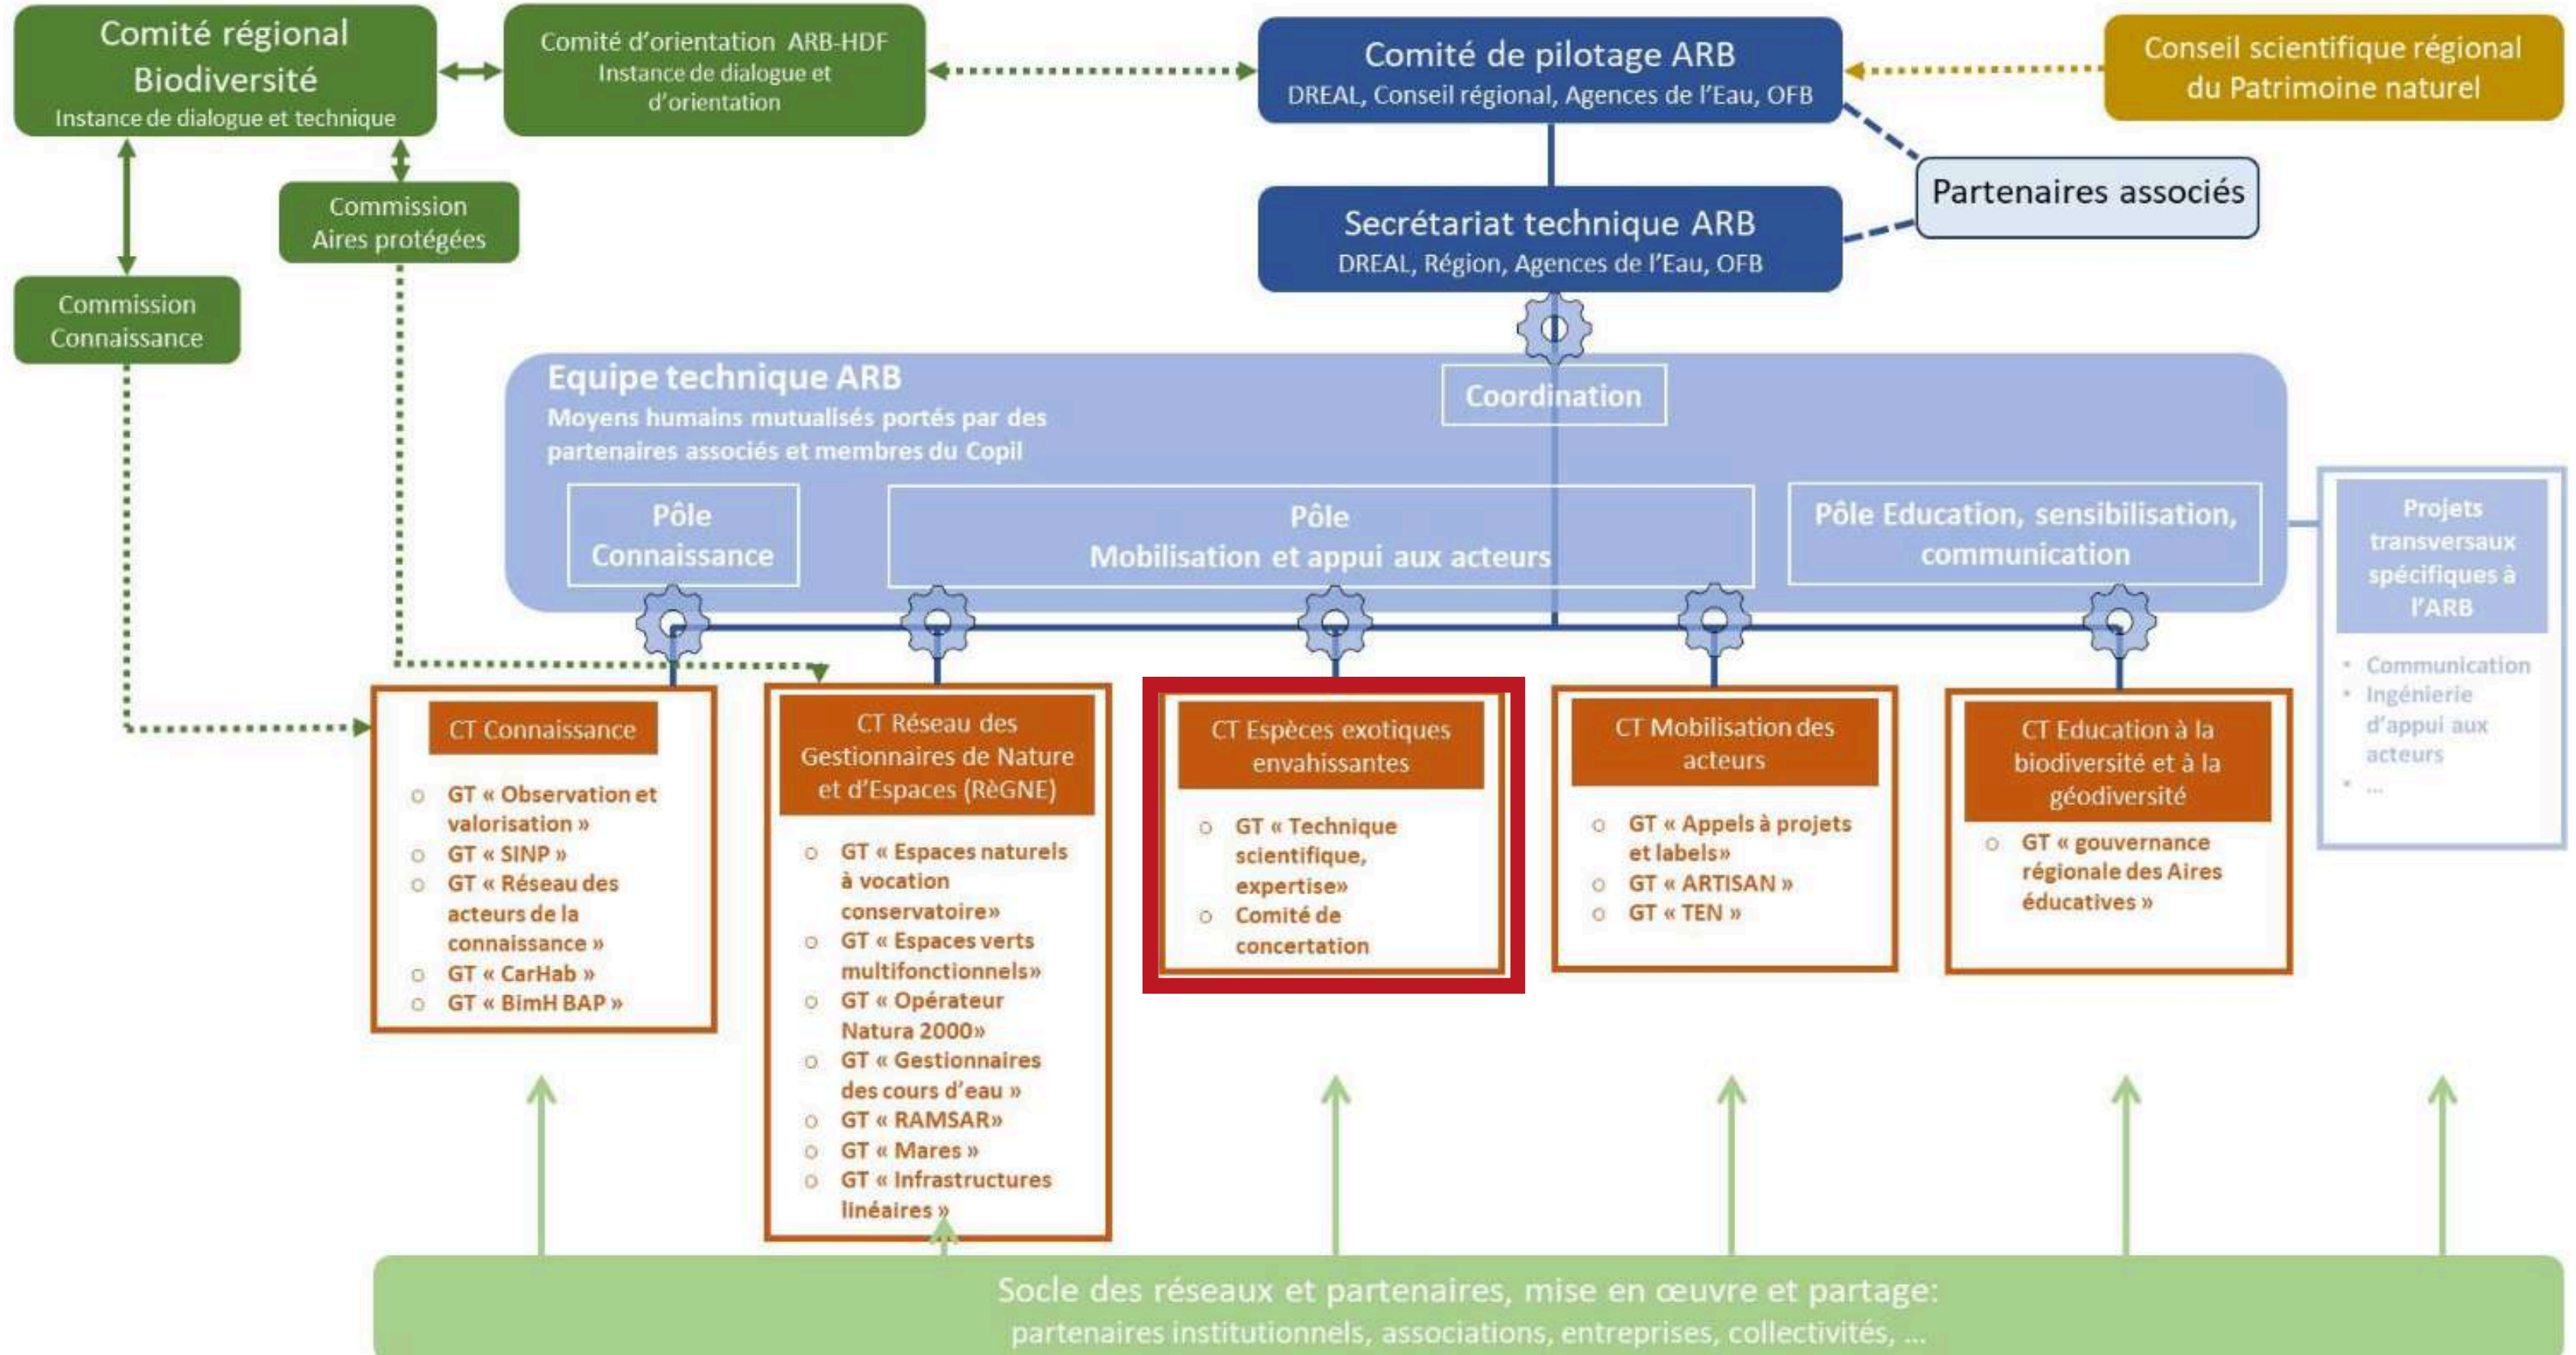 Comité régional
Biodiversité
Instance de dialogue et technique
Comité d'orientation ARB-HDF
Instance de dialogue et
d'orientation
Comité de pilotage ARB
DREAL, Conseil régional, Agences de l'Eau, OFB
Conseil scientifique régional
du Patrimoine naturel
Partenaires associés
Commission
Aires protégées
Secrétariat technique ARB
DREAL, Région, Agences de l'Eau, OFB
Commission
Connaissance
Equipe technique ARB
Moyens humains mutualisés portés par des
partenaires associés et membres du Copil
Coordination
Pôle
Connaissance
Pôle
Mobilisation et appui aux acteurs
Pôle Education, sensibilisation,
communication
Projets
transversaux
spécifiques à
l'ARB
• Communication
• Ingénierie
d'appui aux
acteurs
• ...
CT Connaissance
o GT « Observation et
valorisation »
o GT « SINP »
o GT « Réseau des
acteurs de la
connaissance »
o GT « CarHab »
o GT « BimH BAP »
CT Réseau des
Gestionnaires de Nature
et d'Espaces (RèGNE)
o GT « Espaces naturels
à vocation
conservatoire»
o GT « Espaces verts
multifonctionnels»
o GT « Opérateur
Natura 2000»
o GT « Gestionnaires
des cours d'eau »
o GT « RAMSAR»
o GT « Mares »
o GT « Infrastructures
linéaires »
CT Espèces exotiques
envahissantes
o GT « Technique
scientifique,
expertise»
o Comité de
concertation
CT Mobilisation des
acteurs
o GT « Appels à projets
et labels»
o GT « ARTISAN »
o GT « TEN »
CT Education à la
biodiversité et à la
géodiversité
o GT « gouvernance
régionale des Aires
éducatives »
Socle des réseaux et partenaires, mise en œuvre et partage:
partenaires institutionnels, associations, entreprises, collectivités, ...